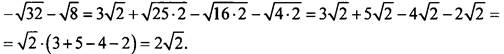 −√32 − √8 = 3√2 + √(25·2) − √(16·2) − √(4·2) = 3√2 + 5√2 − 4√2 − 2√2 =
= √2 · (3 + 5 − 4 − 2) = 2√2.